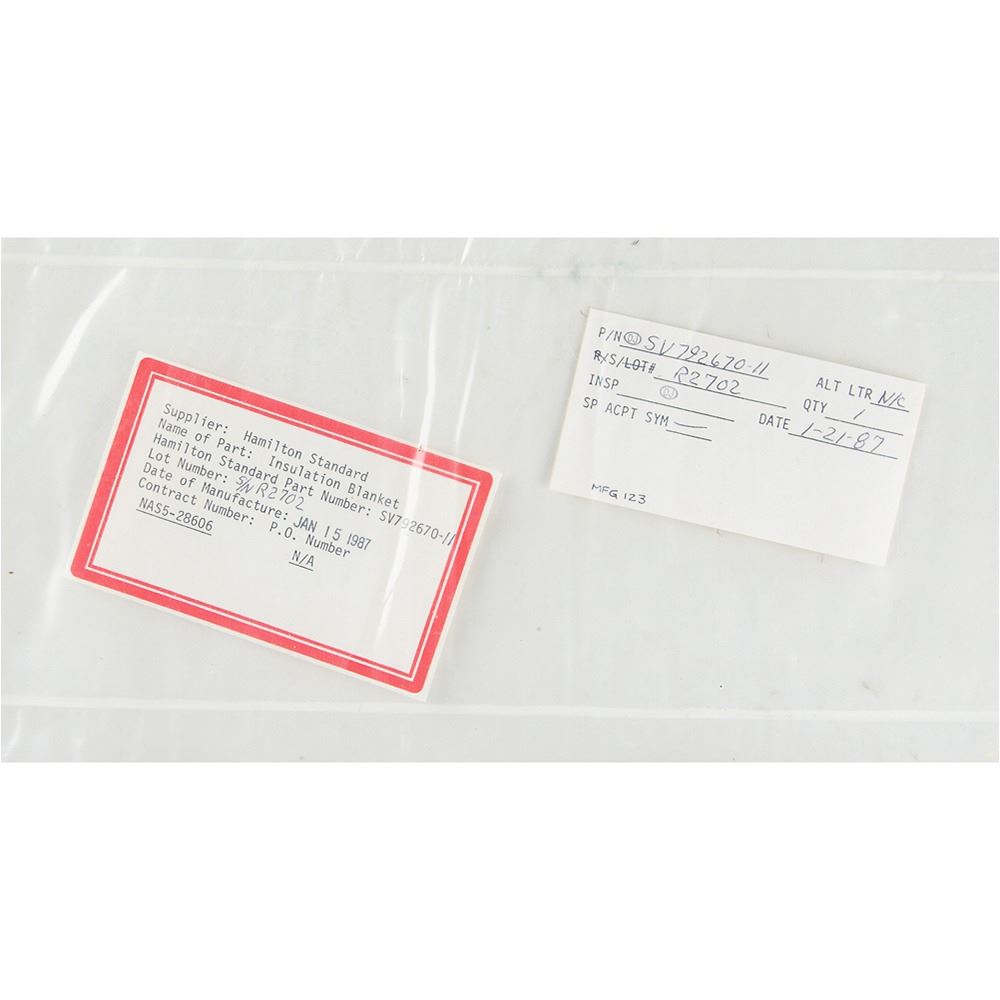 Supplier: Hamilton Standard
Name of Part: Insulation Blanket
Hamilton Standard Part Number: SV792670-11
Lot Number: S/N R2702
Date of Manufacture: JAN 15 1987
Contract Number: P.O. Number
NAS5-28606 N/A
P/N DJ SV792670-11 ALT LTR N/C
R/S/LOT# R2702 QTY 1
INSP DJ DATE 1-21-87
SP ACPT SYM —
MFG 123